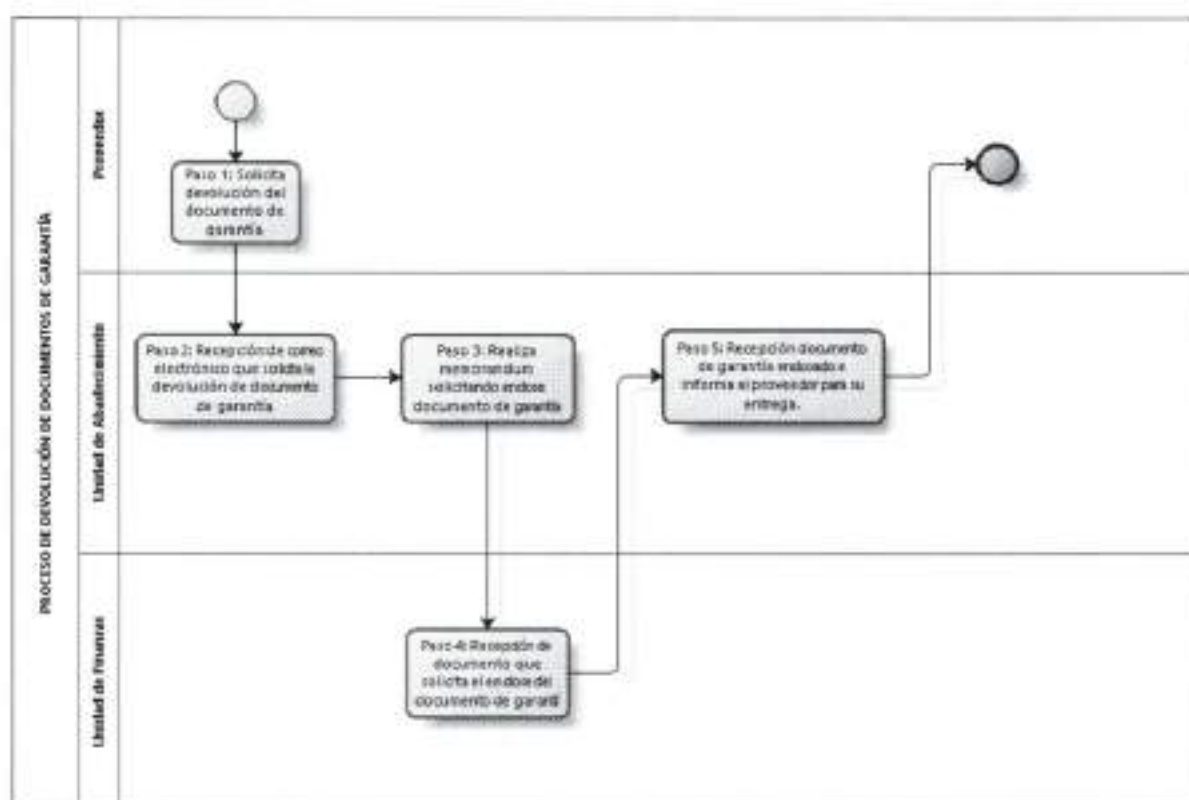 PROCESO DE DEVOLUCIÓN DE DOCUMENTOS DE GARANTÍA
Proveedor
Paso 1: Solicita
devolución del
documento de
garantía
Unidad de Abastecimiento
Paso 2: Recepción de correo
electrónico que solicita la
devolución de documento
de garantía
Paso 3: Realiza
memorandum
solicitando endose
documento de garantía
Paso 5: Recepción documento
de garantía endosado e
informa al proveedor para su
entrega.
Unidad de Finanzas
Paso 4: Recepción de
documento que
solicita el endose del
documento de garantí